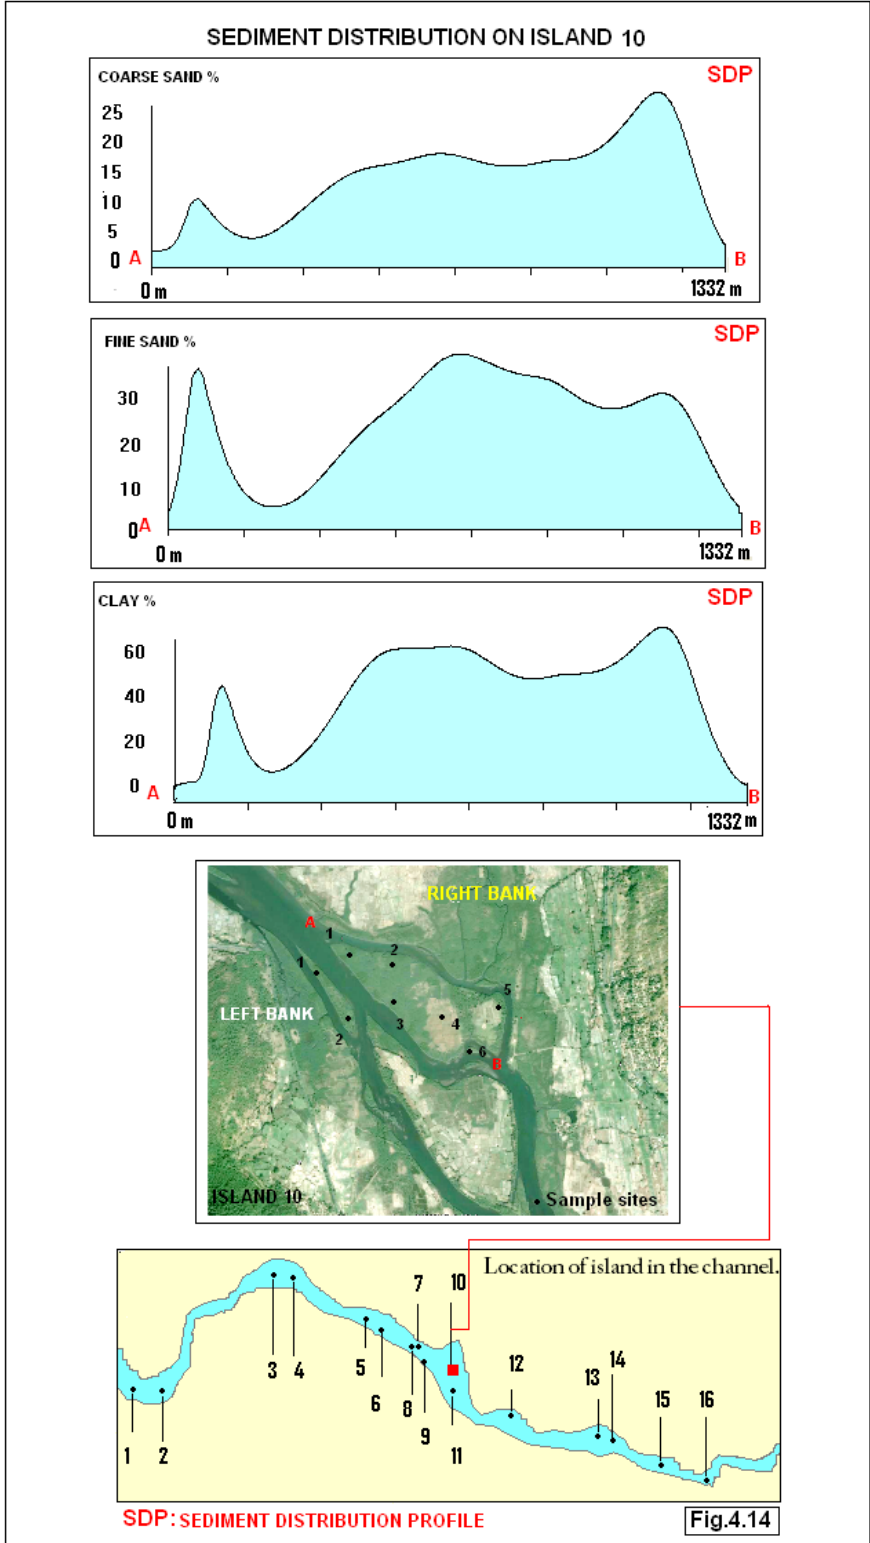 SEDIMENT DISTRIBUTION ON ISLAND 10
COARSE SAND % SDP
25
20
15
10
5
0 A B
0 m 1332 m
FINE SAND % SDP
30
20
10
0 A B
0 m 1332 m
CLAY % SDP
60
40
20
0 A B
0 m 1332 m
RIGHT BANK
A
1
2
1
5
LEFT BANK
3 4
2
6
B
ISLAND 10
Sample sites
Location of island in the channel.
7 10
3 4
5
6
8
9
11
12
13 14
15 16
1 2
SDP: SEDIMENT DISTRIBUTION PROFILE
Fig.4.14